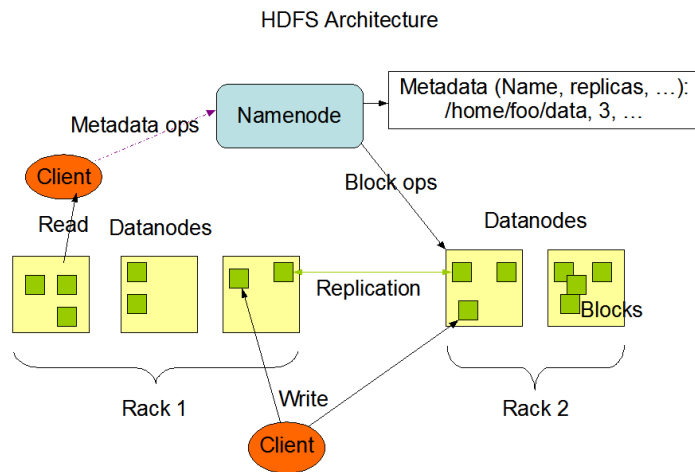 HDFS Architecture
Metadata (Name, replicas, …):
/home/foo/data, 3, …
Namenode
Metadata ops
Client
Block ops
Read
Datanodes
Datanodes
Replication
Blocks
Rack 1
Write
Rack 2
Client